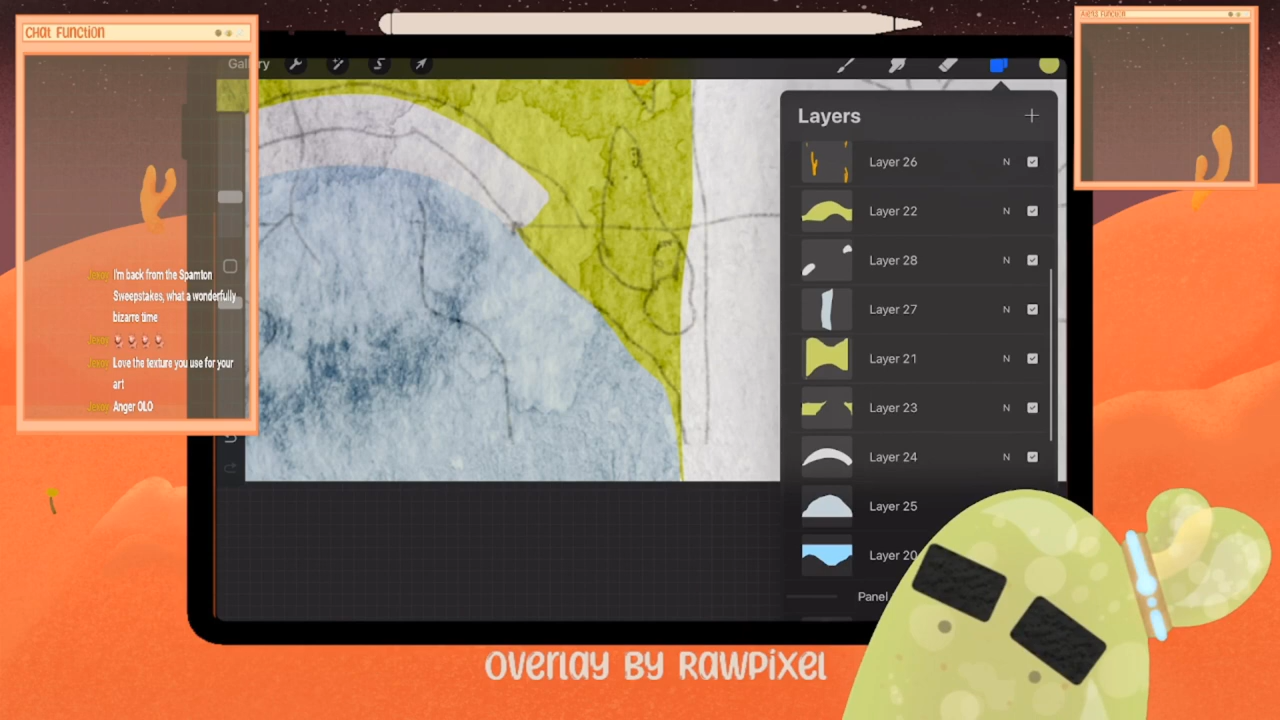 CHat FUNCTION
Alerts Function
Gallery
Layers
Layer 26 N
Layer 22 N
Layer 28 N
Layer 27 N
Layer 21 N
Layer 23 N
Layer 24 N
Layer 25
Layer 20
Panel
I'm back from the Spamton
Sweepstakes, what a wonderfully
bizarre time
Love the texture you use for your
art
Anger OLO
OVERLAY BY RAWPIXEL